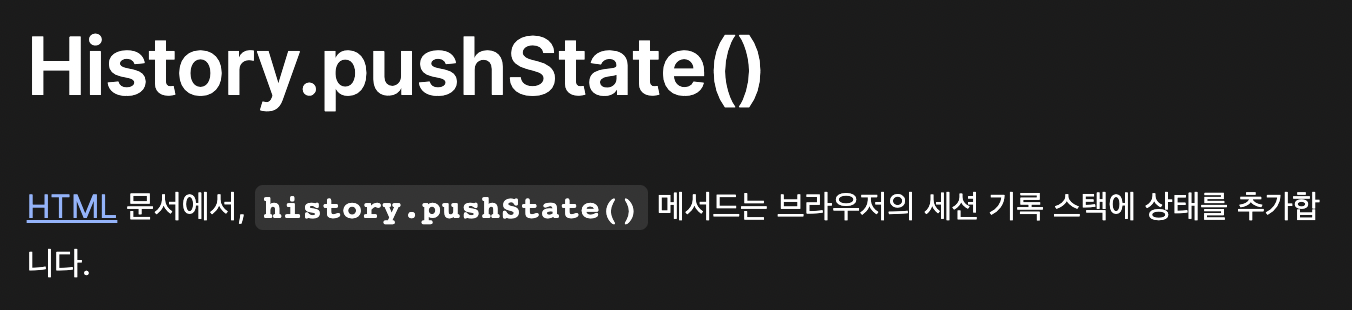 History.pushState()
HTML 문서에서, history.pushState() 메서드는 브라우저의 세션 기록 스택에 상태를 추가합
니다.